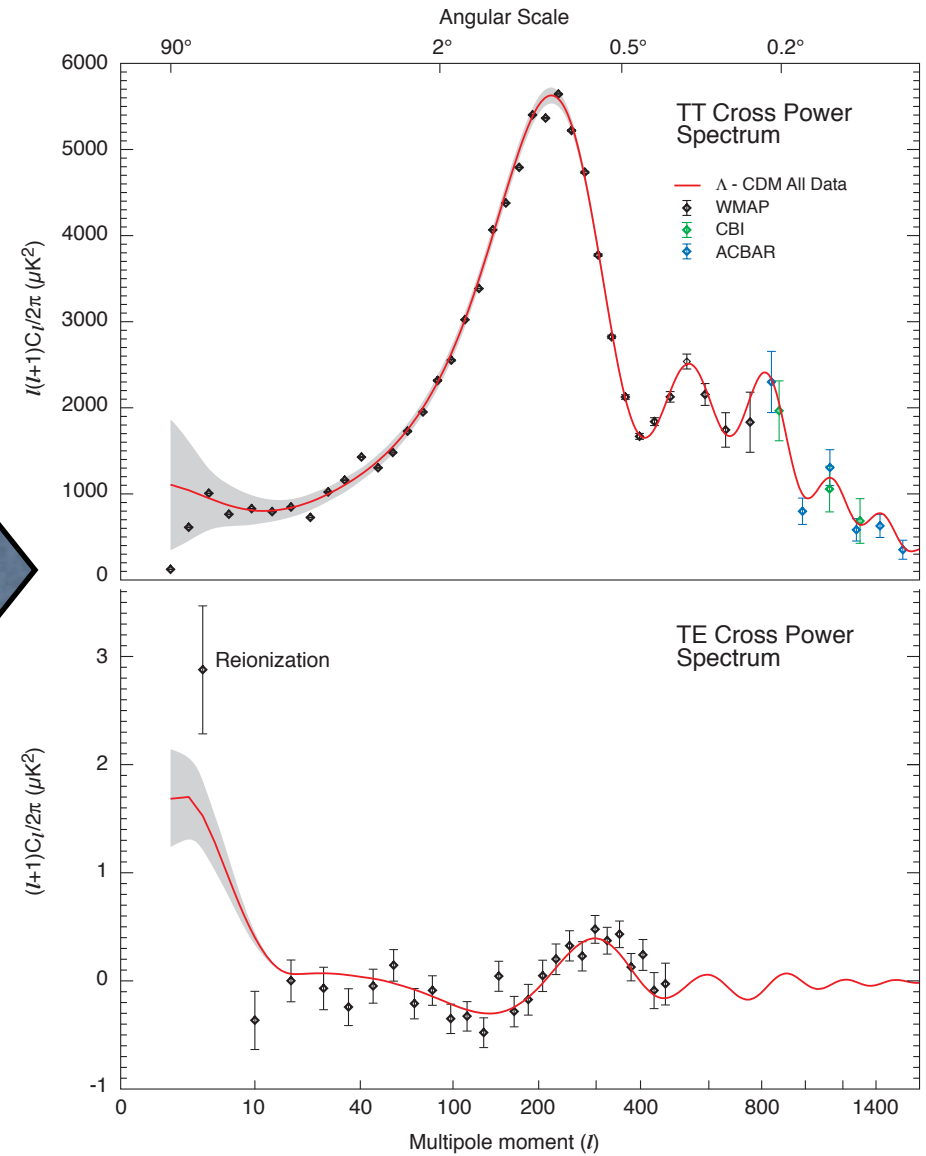 Angular Scale
90° 2° 0.5° 0.2°
6000
5000
4000
3000
2000
1000
0
l(l+1)Cl/2π (μK²)
TT Cross Power
Spectrum
Λ - CDM All Data
WMAP
CBI
ACBAR
3
2
1
0
-1
(l+1)Cl/2π (μK²)
Reionization
TE Cross Power
Spectrum
0 10 40 100 200 400 800 1400
Multipole moment (l)